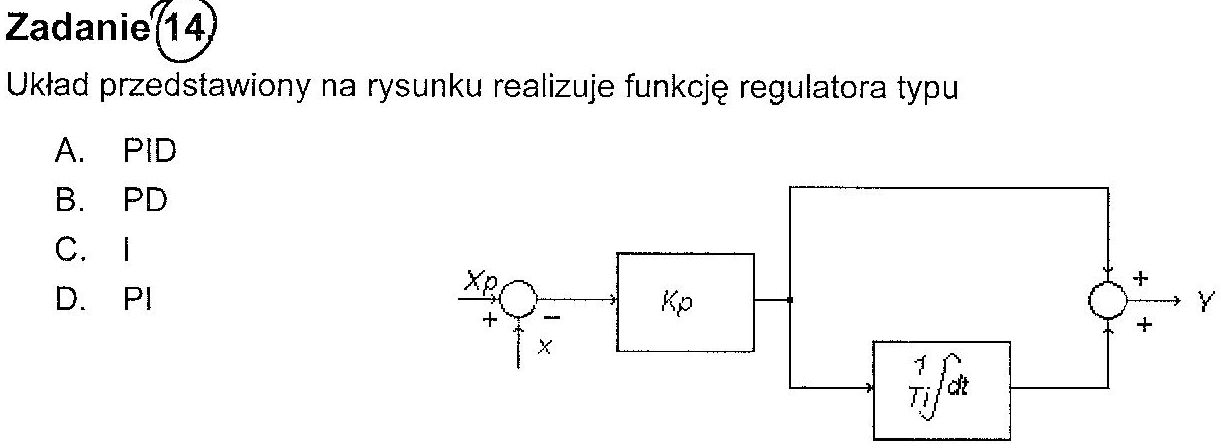 Zadanie 14.
Układ przedstawiony na rysunku realizuje funkcję regulatora typu
A. PID
B. PD
C. I
D. PI
Xp
+
−
x
Kp
1
Ti
∫dt
+
+
Y